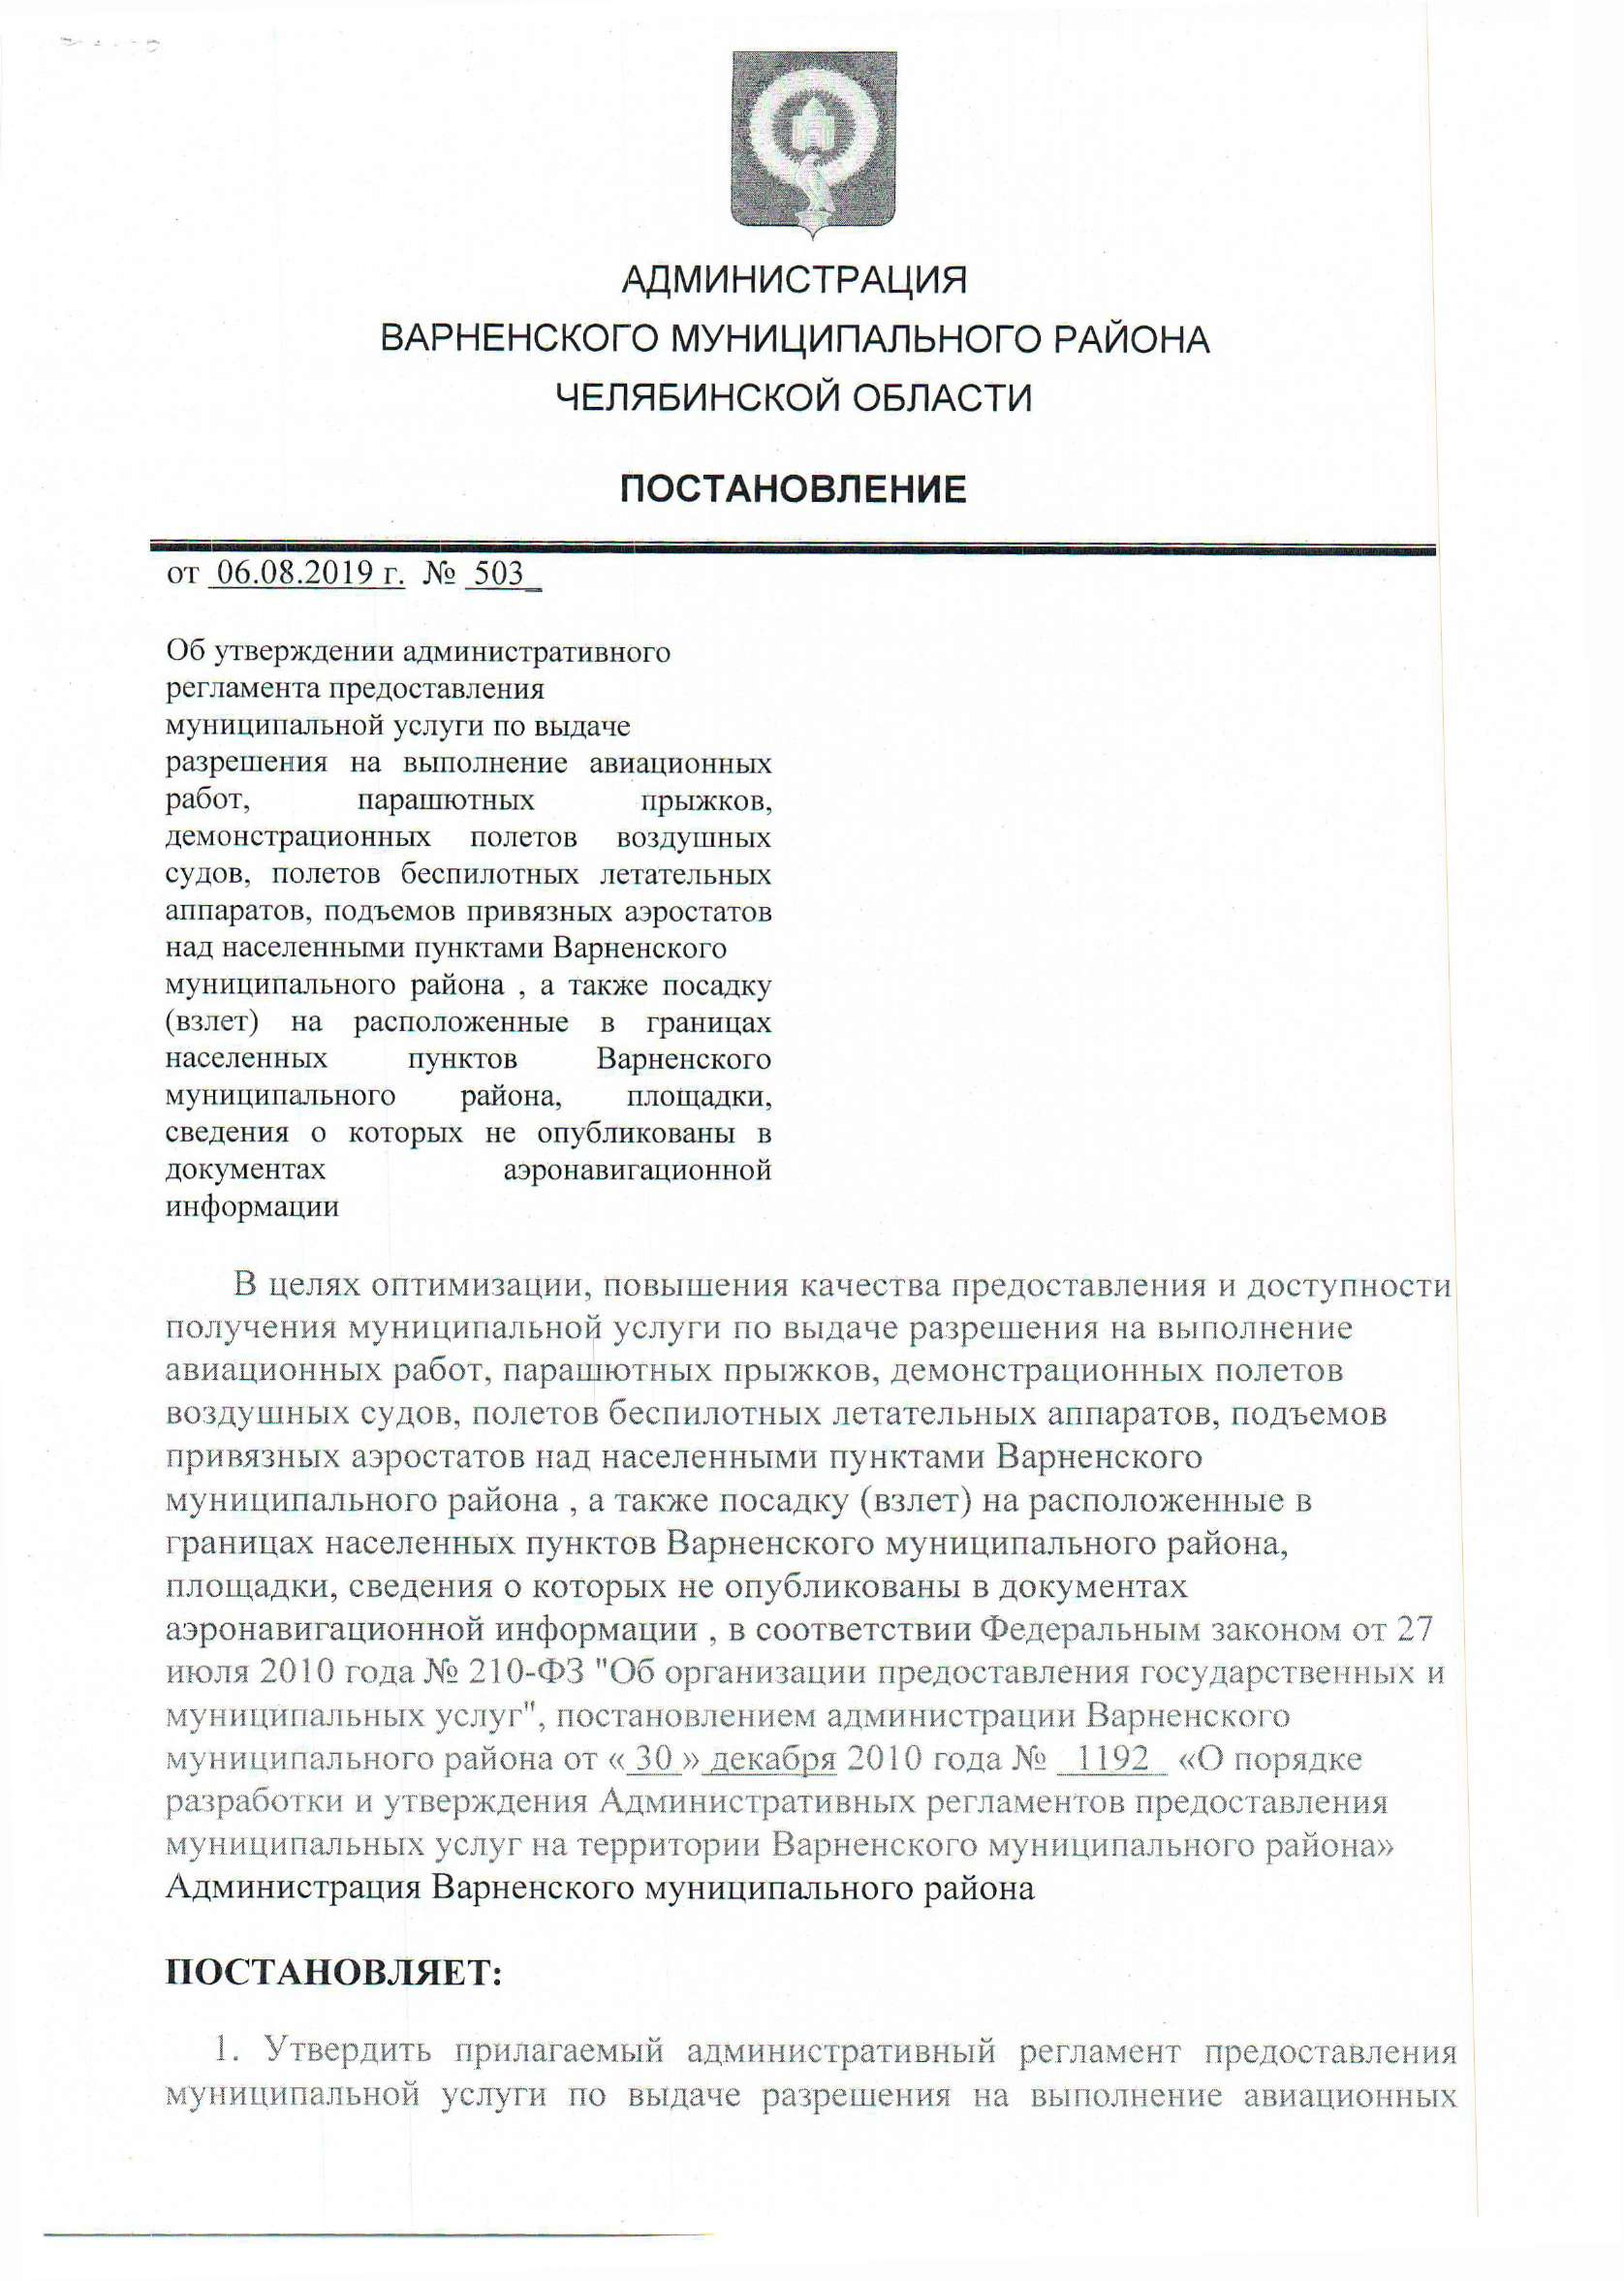 АДМИНИСТРАЦИЯ
ВАРНЕНСКОГО МУНИЦИПАЛЬНОГО РАЙОНА
ЧЕЛЯБИНСКОЙ ОБЛАСТИ
ПОСТАНОВЛЕНИЕ
от 06.08.2019 г. № 503_
Об утверждении административного
регламента предоставления
муниципальной услуги по выдаче
разрешения на выполнение авиационных
работ, парашютных прыжков,
демонстрационных полетов воздушных
судов, полетов беспилотных летательных
аппаратов, подъемов привязных аэростатов
над населенными пунктами Варненского
муниципального района , а также посадку
(взлет) на расположенные в границах
населенных пунктов Варненского
муниципального района, площадки,
сведения о которых не опубликованы в
документах аэронавигационной
информации
В целях оптимизации, повышения качества предоставления и доступности
получения муниципальной услуги по выдаче разрешения на выполнение
авиационных работ, парашютных прыжков, демонстрационных полетов
воздушных судов, полетов беспилотных летательных аппаратов, подъемов
привязных аэростатов над населенными пунктами Варненского
муниципального района , а также посадку (взлет) на расположенные в
границах населенных пунктов Варненского муниципального района,
площадки, сведения о которых не опубликованы в документах
аэронавигационной информации , в соответствии Федеральным законом от 27
июля 2010 года № 210-ФЗ "Об организации предоставления государственных и
муниципальных услуг", постановлением администрации Варненского
муниципального района от « 30 » декабря 2010 года № 1192 «О порядке
разработки и утверждения Административных регламентов предоставления
муниципальных услуг на территории Варненского муниципального района»
Администрация Варненского муниципального района
ПОСТАНОВЛЯЕТ:
1. Утвердить прилагаемый административный регламент предоставления
муниципальной услуги по выдаче разрешения на выполнение авиационных